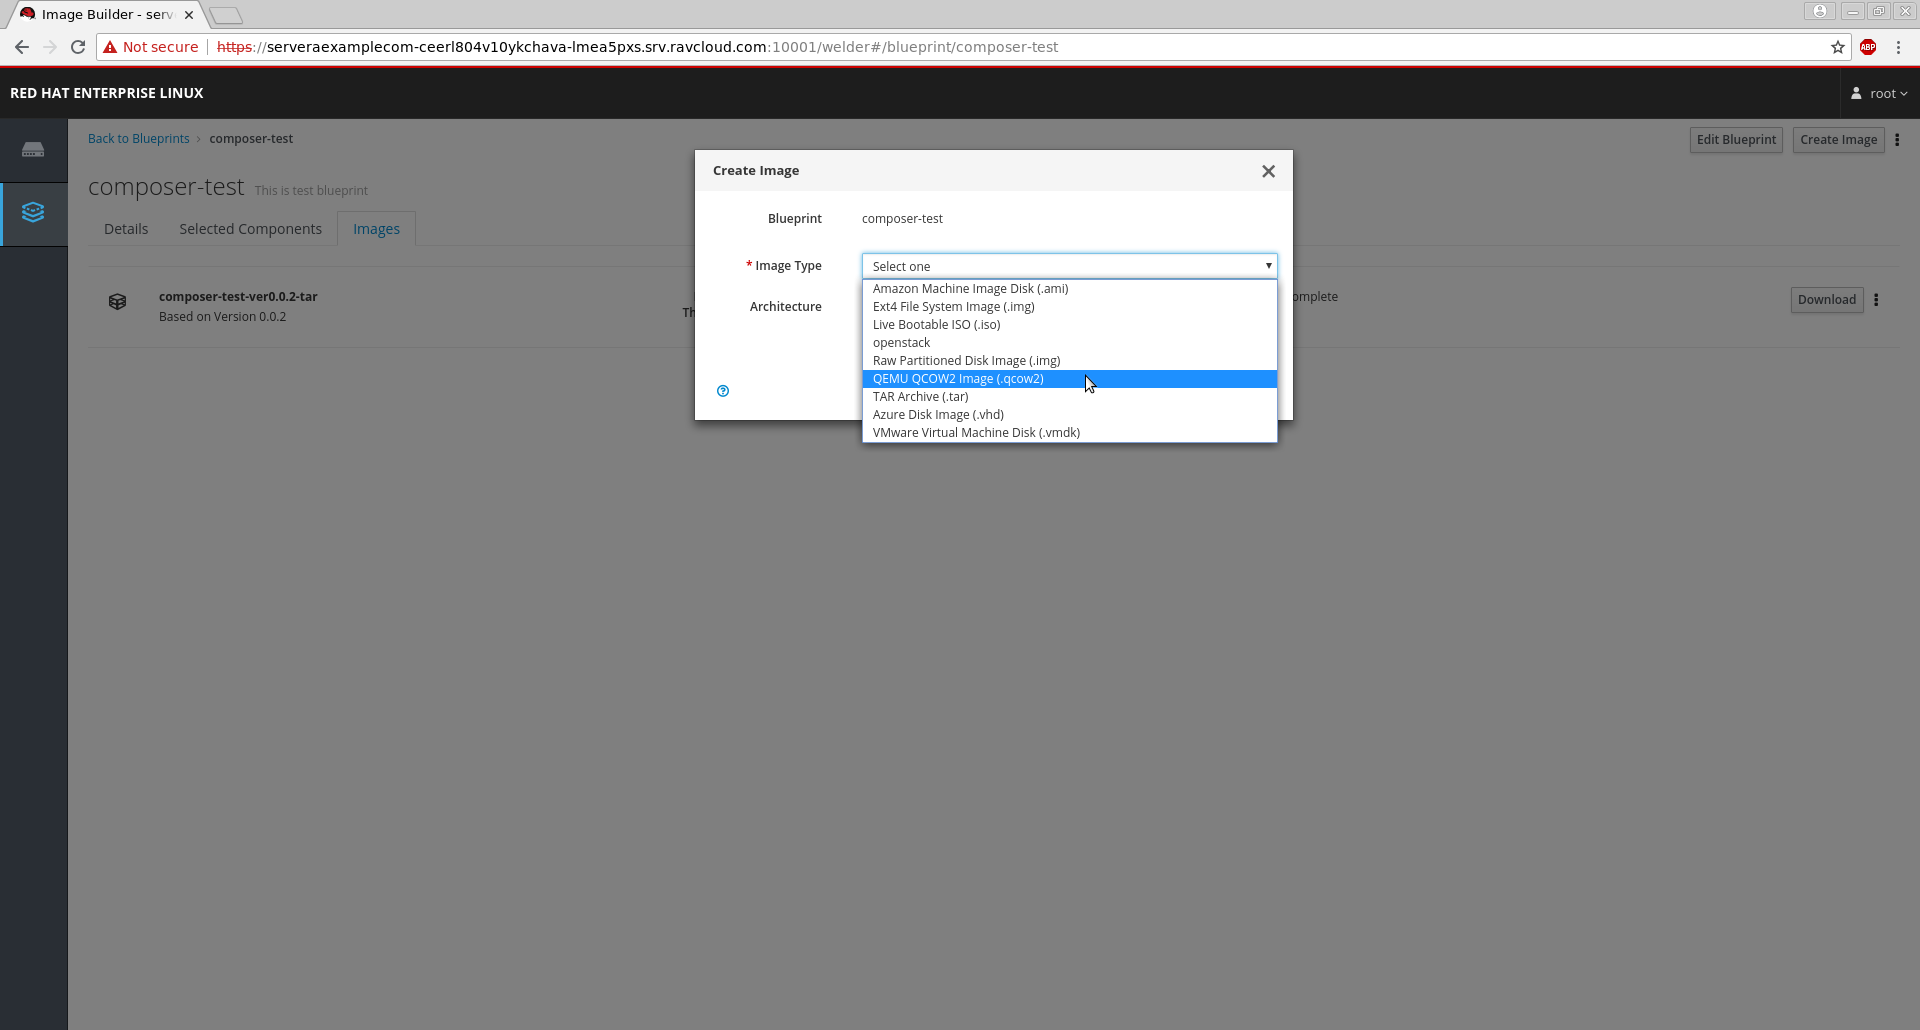 Image Builder - serv
Not secure https://serveraexamplecom-ceerl804v10ykchava-lmea5pxs.srv.ravcloud.com:10001/welder#/blueprint/composer-test
ABP
RED HAT ENTERPRISE LINUX
root
Back to Blueprints › composer-test
Edit Blueprint
Create Image
composer-test This is test blueprint
Details
Selected Components
Images
composer-test-ver0.0.2-tar
Based on Version 0.0.2
Th
omplete
Download
Create Image
Blueprint composer-test
* Image Type Select one
Architecture
Amazon Machine Image Disk (.ami)
Ext4 File System Image (.img)
Live Bootable ISO (.iso)
openstack
Raw Partitioned Disk Image (.img)
QEMU QCOW2 Image (.qcow2)
TAR Archive (.tar)
Azure Disk Image (.vhd)
VMware Virtual Machine Disk (.vmdk)